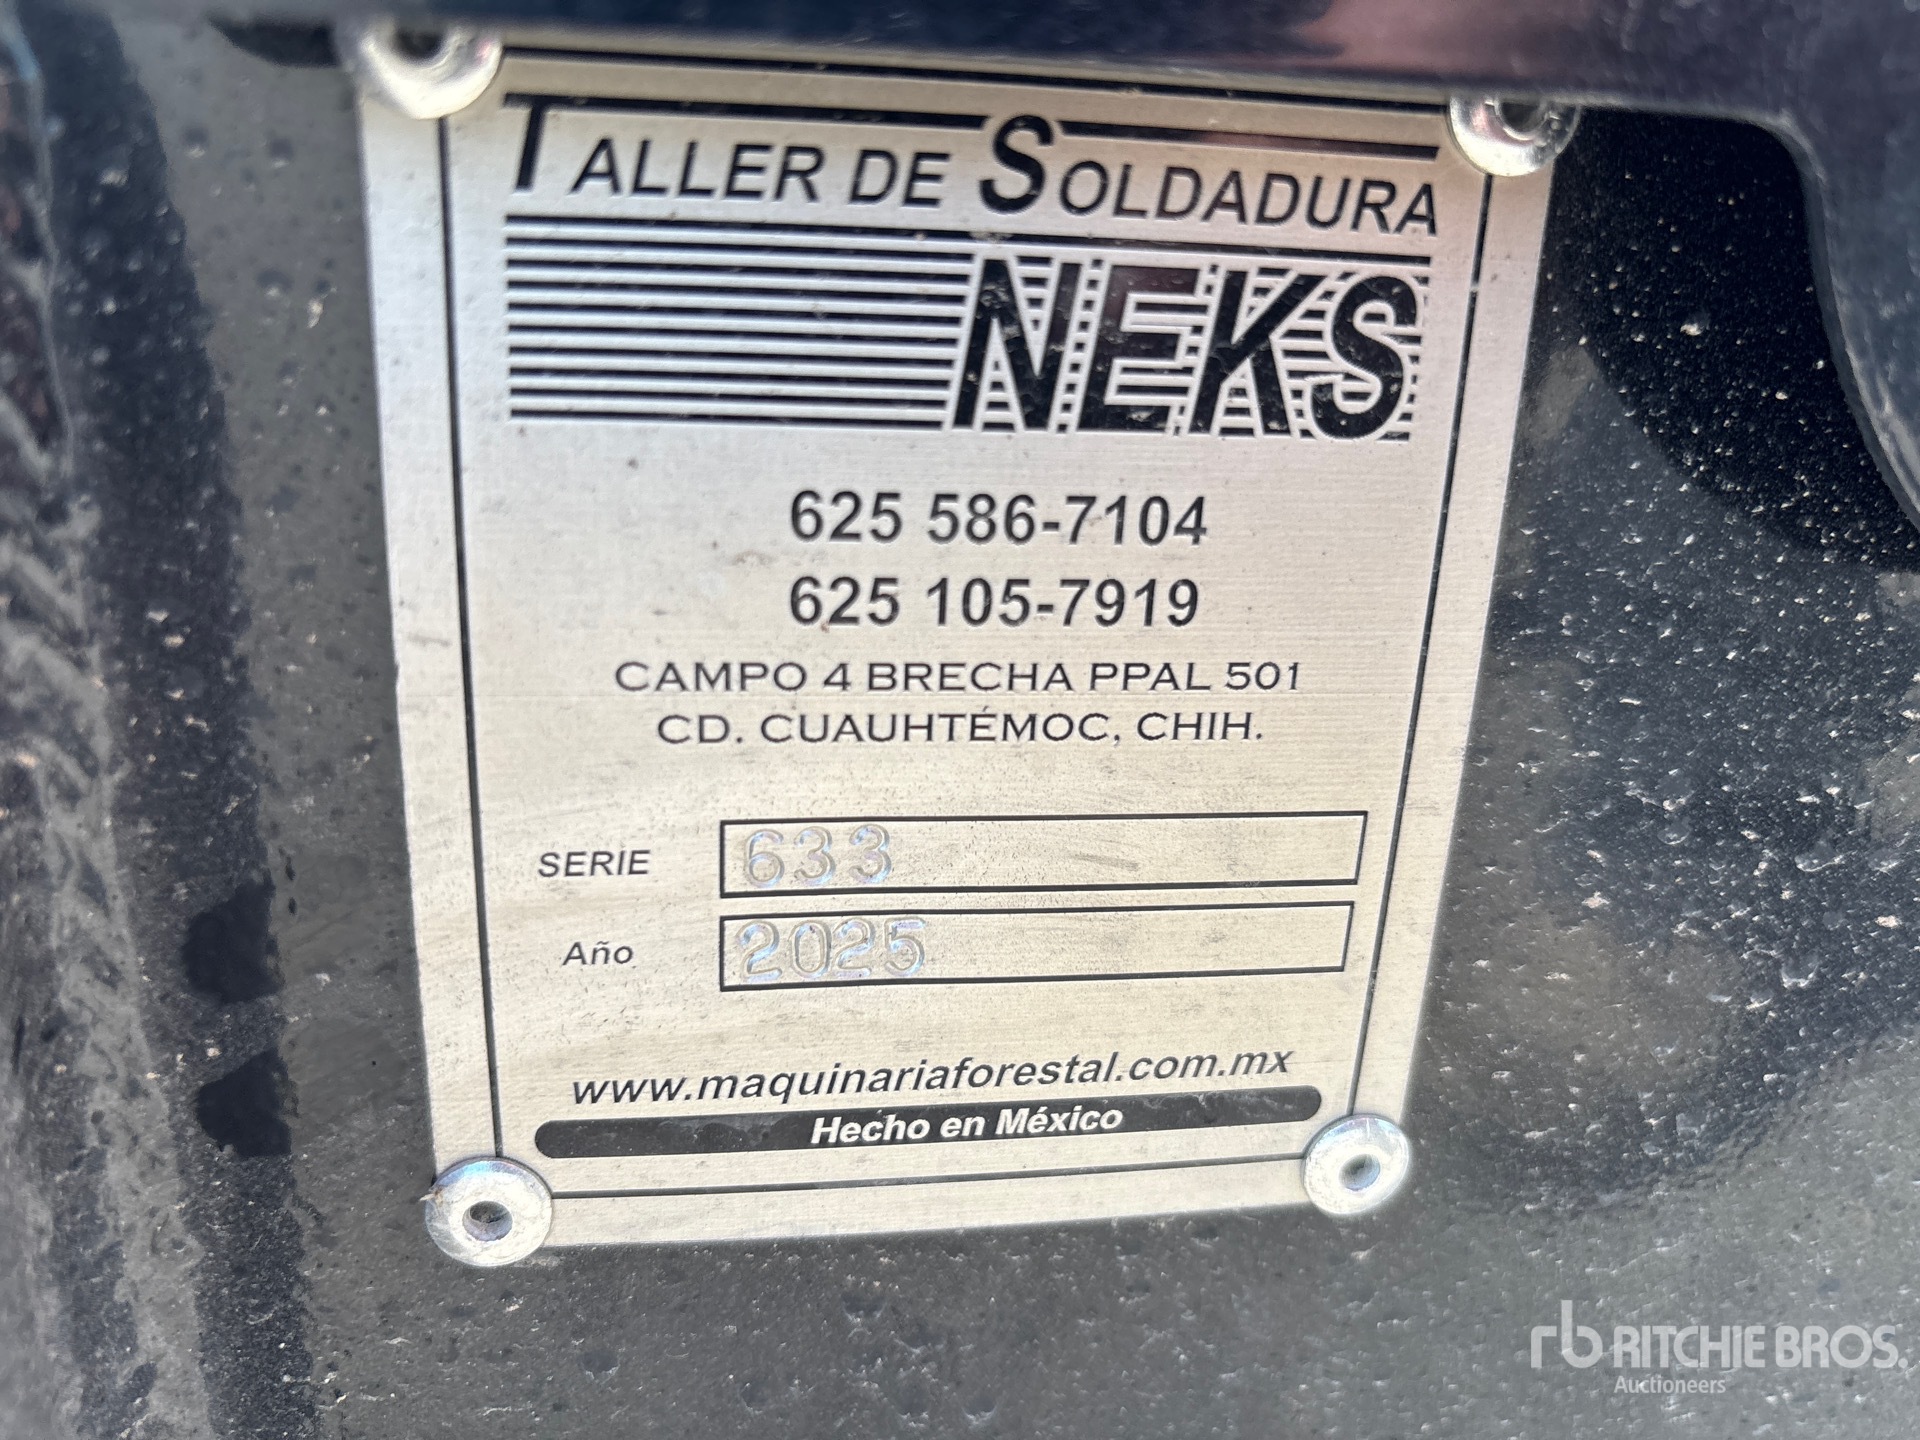 TALLER DE SOLDADURA
NEKS
625 586-7104
625 105-7919
CAMPO 4 BRECHA PPAL 501
CD. CUAUHTÉMOC, CHIH.
SERIE 633
Año 2025
www.maquinariaforestal.com.mx
Hecho en México
rb RITCHIE BROS.
Auctioneers